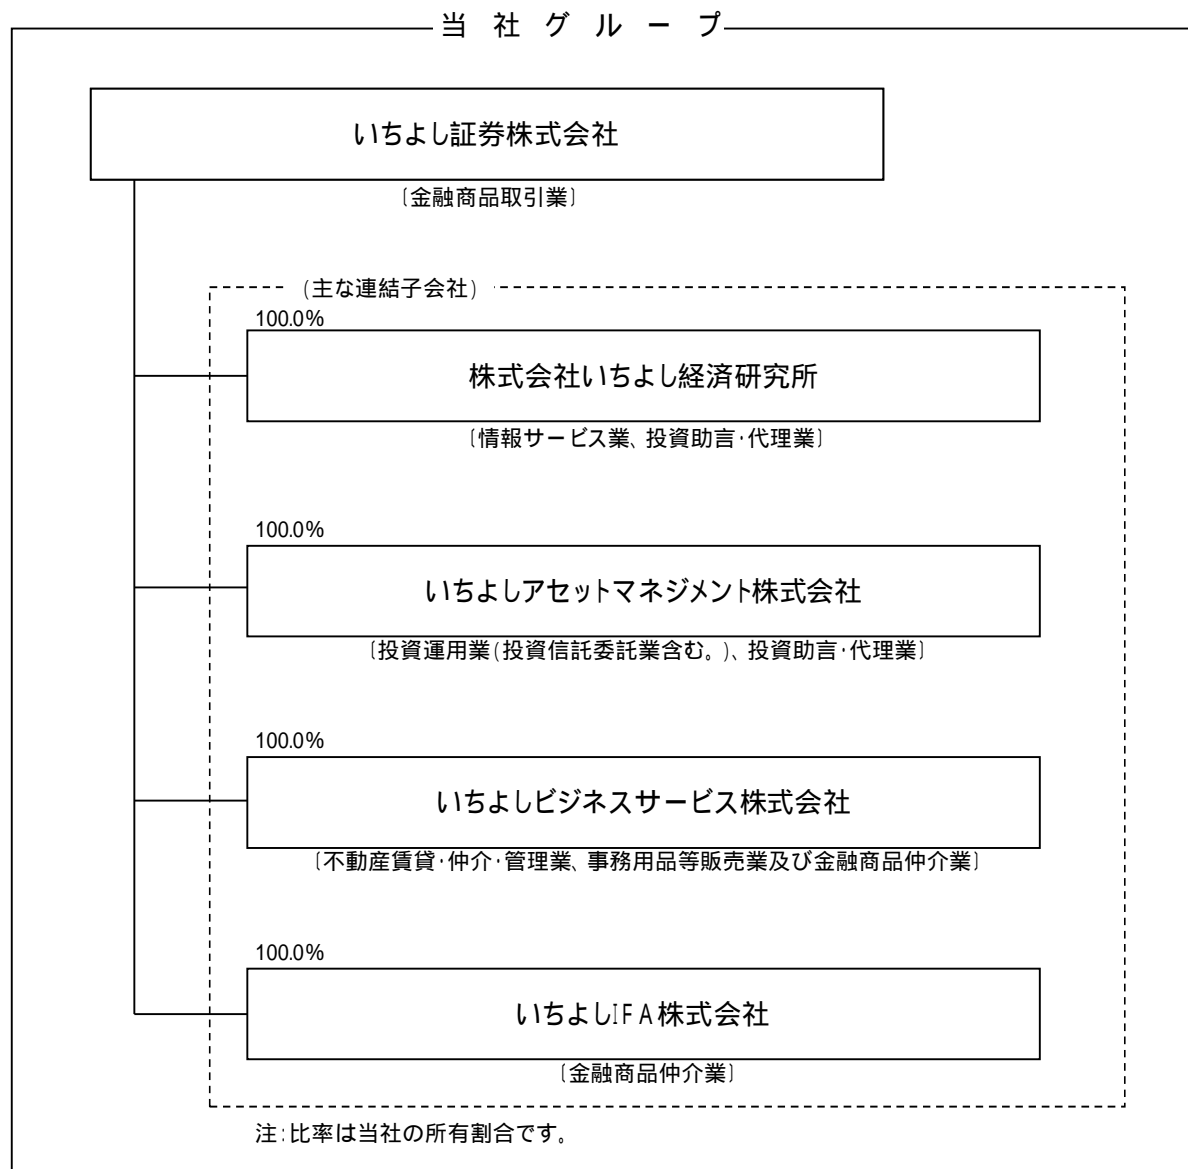 当社グループ
いちよし証券株式会社
〔金融商品取引業〕
(主な連結子会社)
100.0%
株式会社いちよし経済研究所
〔情報サービス業、投資助言・代理業〕
100.0%
いちよしアセットマネジメント株式会社
〔投資運用業(投資信託委託業含む。)、投資助言・代理業〕
100.0%
いちよしビジネスサービス株式会社
〔不動産賃貸・仲介・管理業、事務用品等販売業及び金融商品仲介業〕
100.0%
いちよしIFA株式会社
〔金融商品仲介業〕
注:比率は当社の所有割合です。